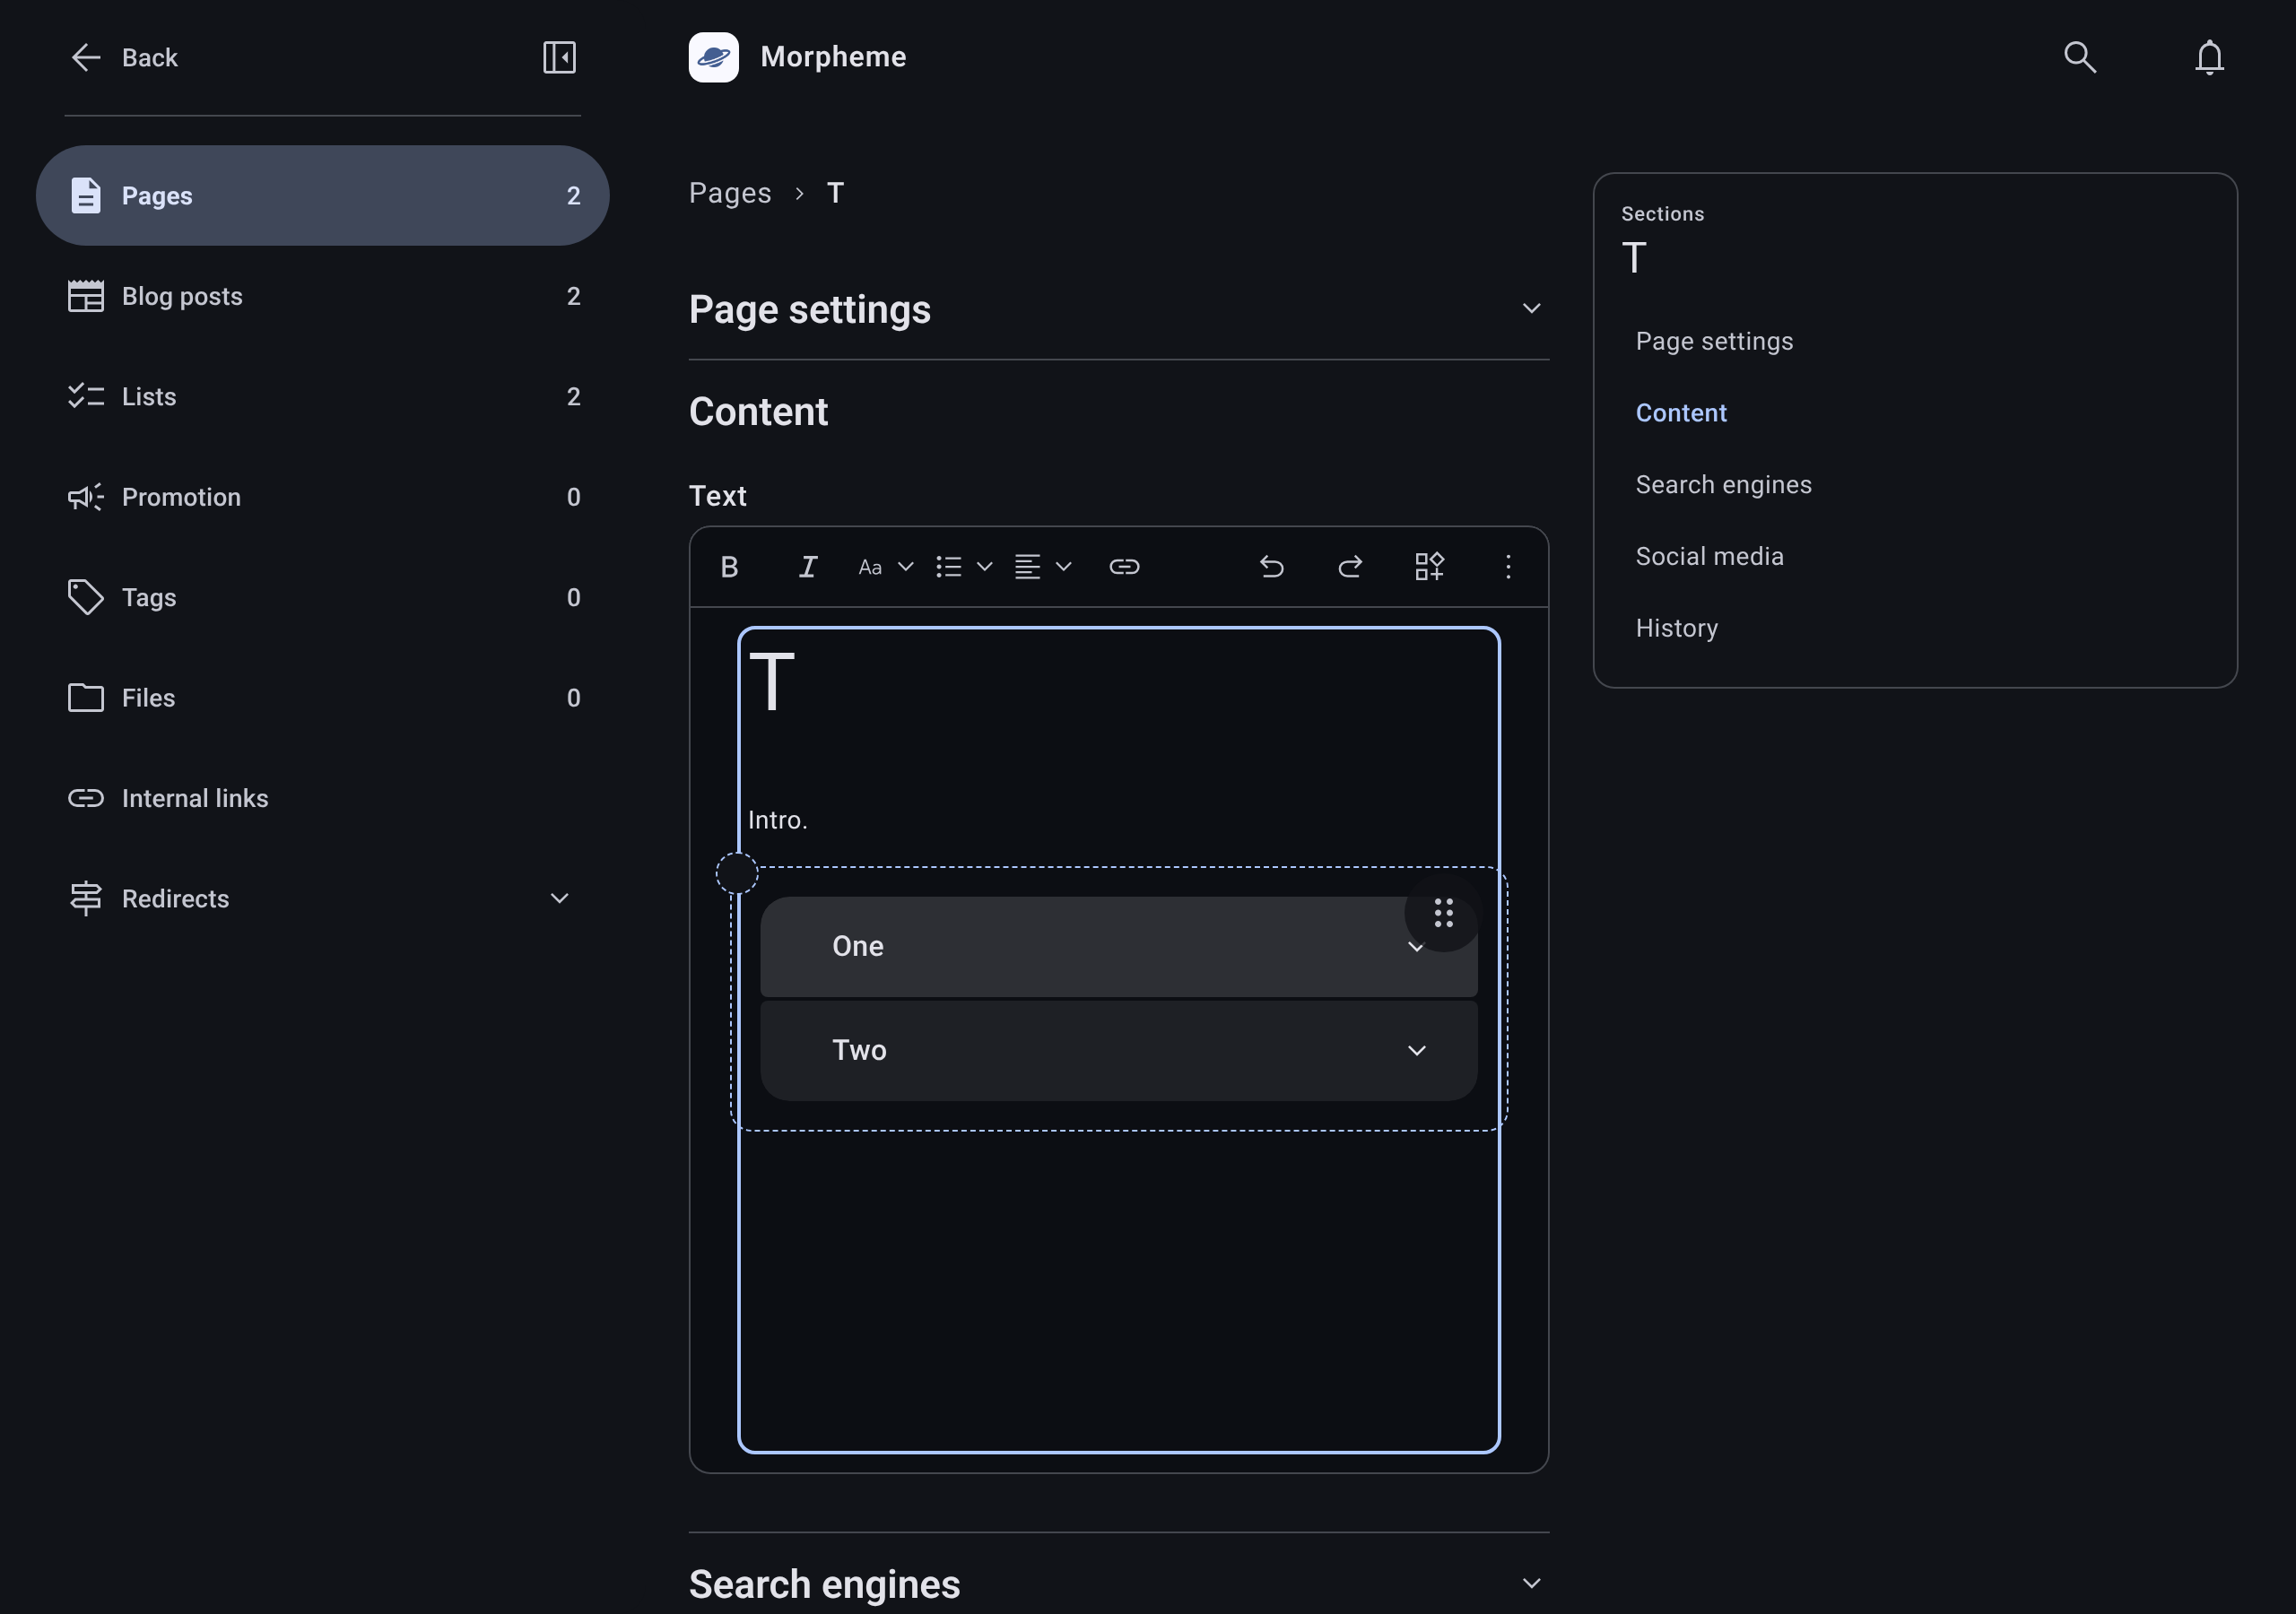 Back
Morpheme
Pages 2
Blog posts 2
Lists 2
Promotion 0
Tags 0
Files 0
Internal links
Redirects
Pages > T
Page settings
Content
Text
B I Aa
T
Intro.
One
Two
Search engines
Sections
T
Page settings
Content
Search engines
Social media
History